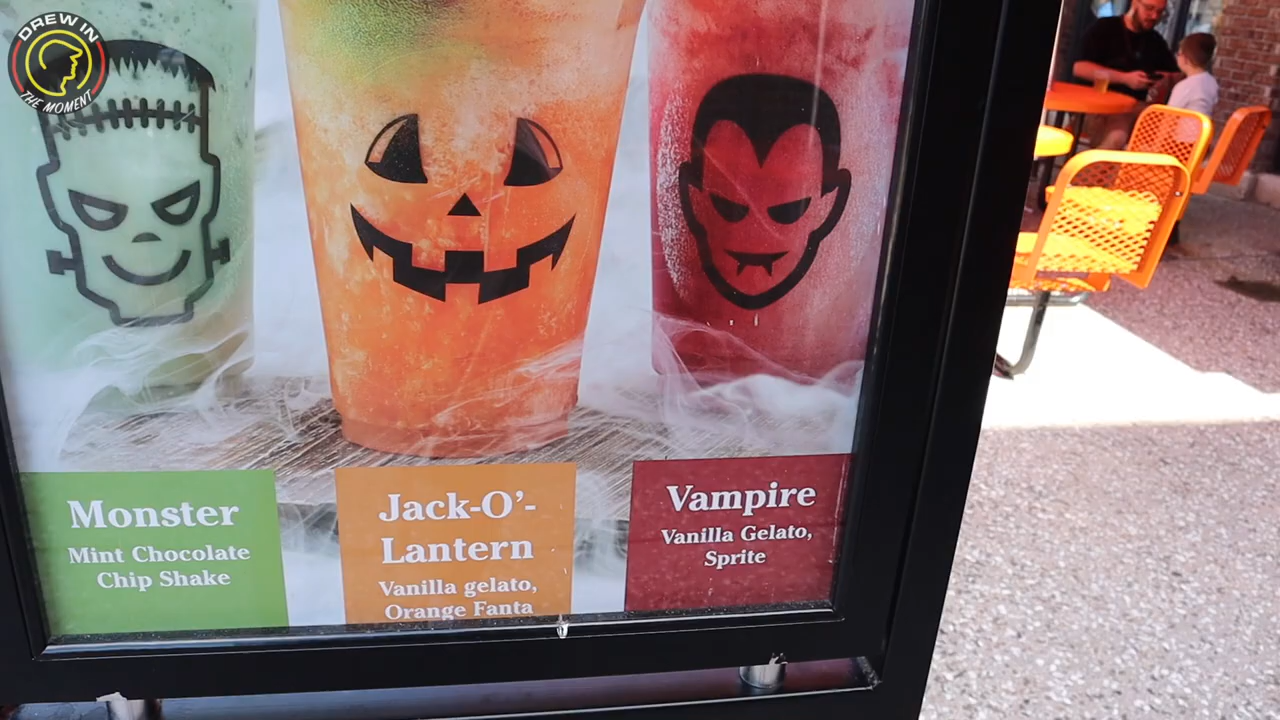 DREW IN
THE MOMENT
Monster
Mint Chocolate
Chip Shake
Jack-O'-
Lantern
Vanilla gelato,
Orange Fanta
Vampire
Vanilla Gelato,
Sprite